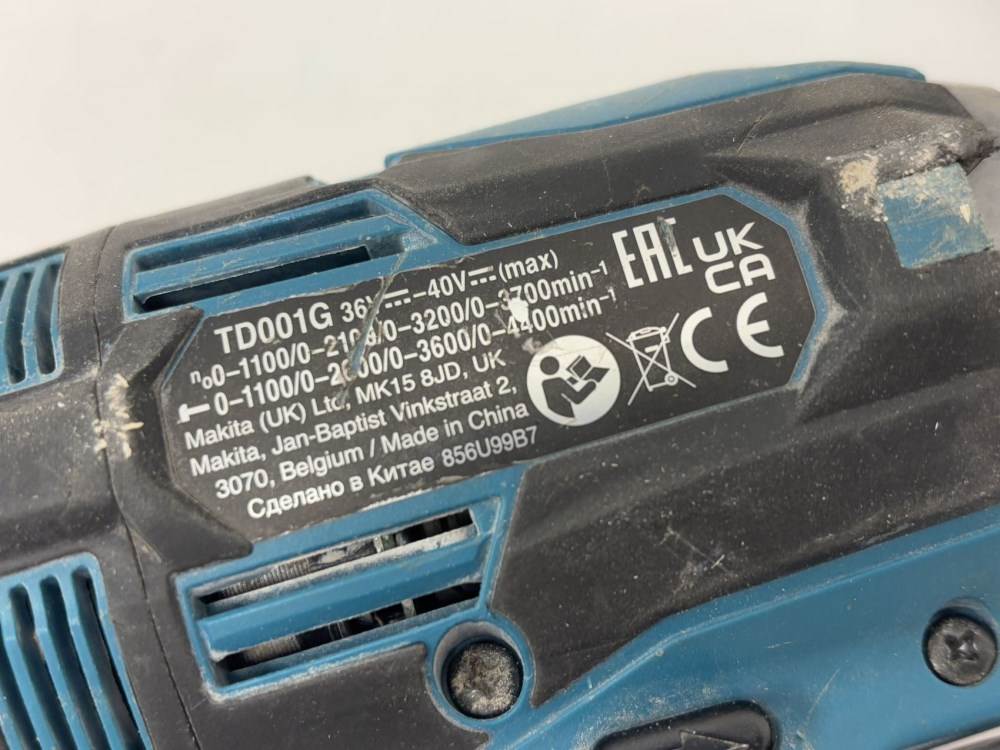 TD001G 36V⎓–40V⎓(max)
n₀0–1100/0–2100/0–3200/0–3700min⁻¹
0–1100/0–2600/0–3600/0–4400min⁻¹
Makita (UK) Ltd, MK15 8JD, UK
Makita, Jan-Baptist Vinkstraat 2,
3070, Belgium / Made in China
Сделано в Китае 856U99B7
EAC
UK
CA
CE